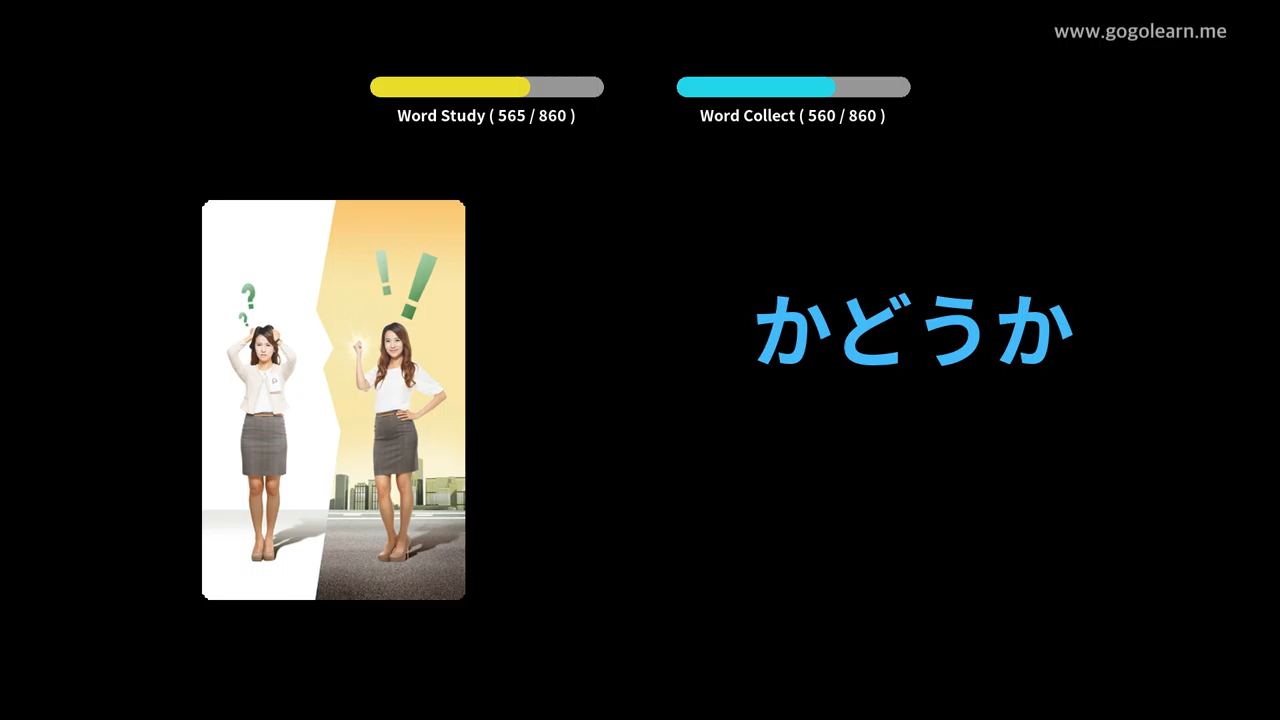 www.gogolearn.me
Word Study ( 565 / 860 )
Word Collect ( 560 / 860 )
? ? ! !
かどうか